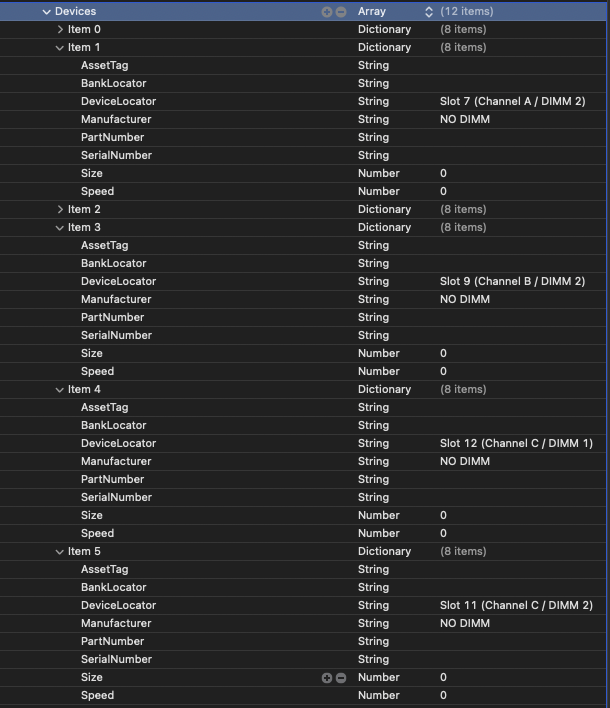 Devices Array (12 items)
Item 0 Dictionary (8 items)
Item 1 Dictionary (8 items)
AssetTag String
BankLocator String
DeviceLocator String Slot 7 (Channel A / DIMM 2)
Manufacturer String NO DIMM
PartNumber String
SerialNumber String
Size Number 0
Speed Number 0
Item 2 Dictionary (8 items)
Item 3 Dictionary (8 items)
AssetTag String
BankLocator String
DeviceLocator String Slot 9 (Channel B / DIMM 2)
Manufacturer String NO DIMM
PartNumber String
SerialNumber String
Size Number 0
Speed Number 0
Item 4 Dictionary (8 items)
AssetTag String
BankLocator String
DeviceLocator String Slot 12 (Channel C / DIMM 1)
Manufacturer String NO DIMM
PartNumber String
SerialNumber String
Size Number 0
Speed Number 0
Item 5 Dictionary (8 items)
AssetTag String
BankLocator String
DeviceLocator String Slot 11 (Channel C / DIMM 2)
Manufacturer String NO DIMM
PartNumber String
SerialNumber String
Size Number 0
Speed Number 0